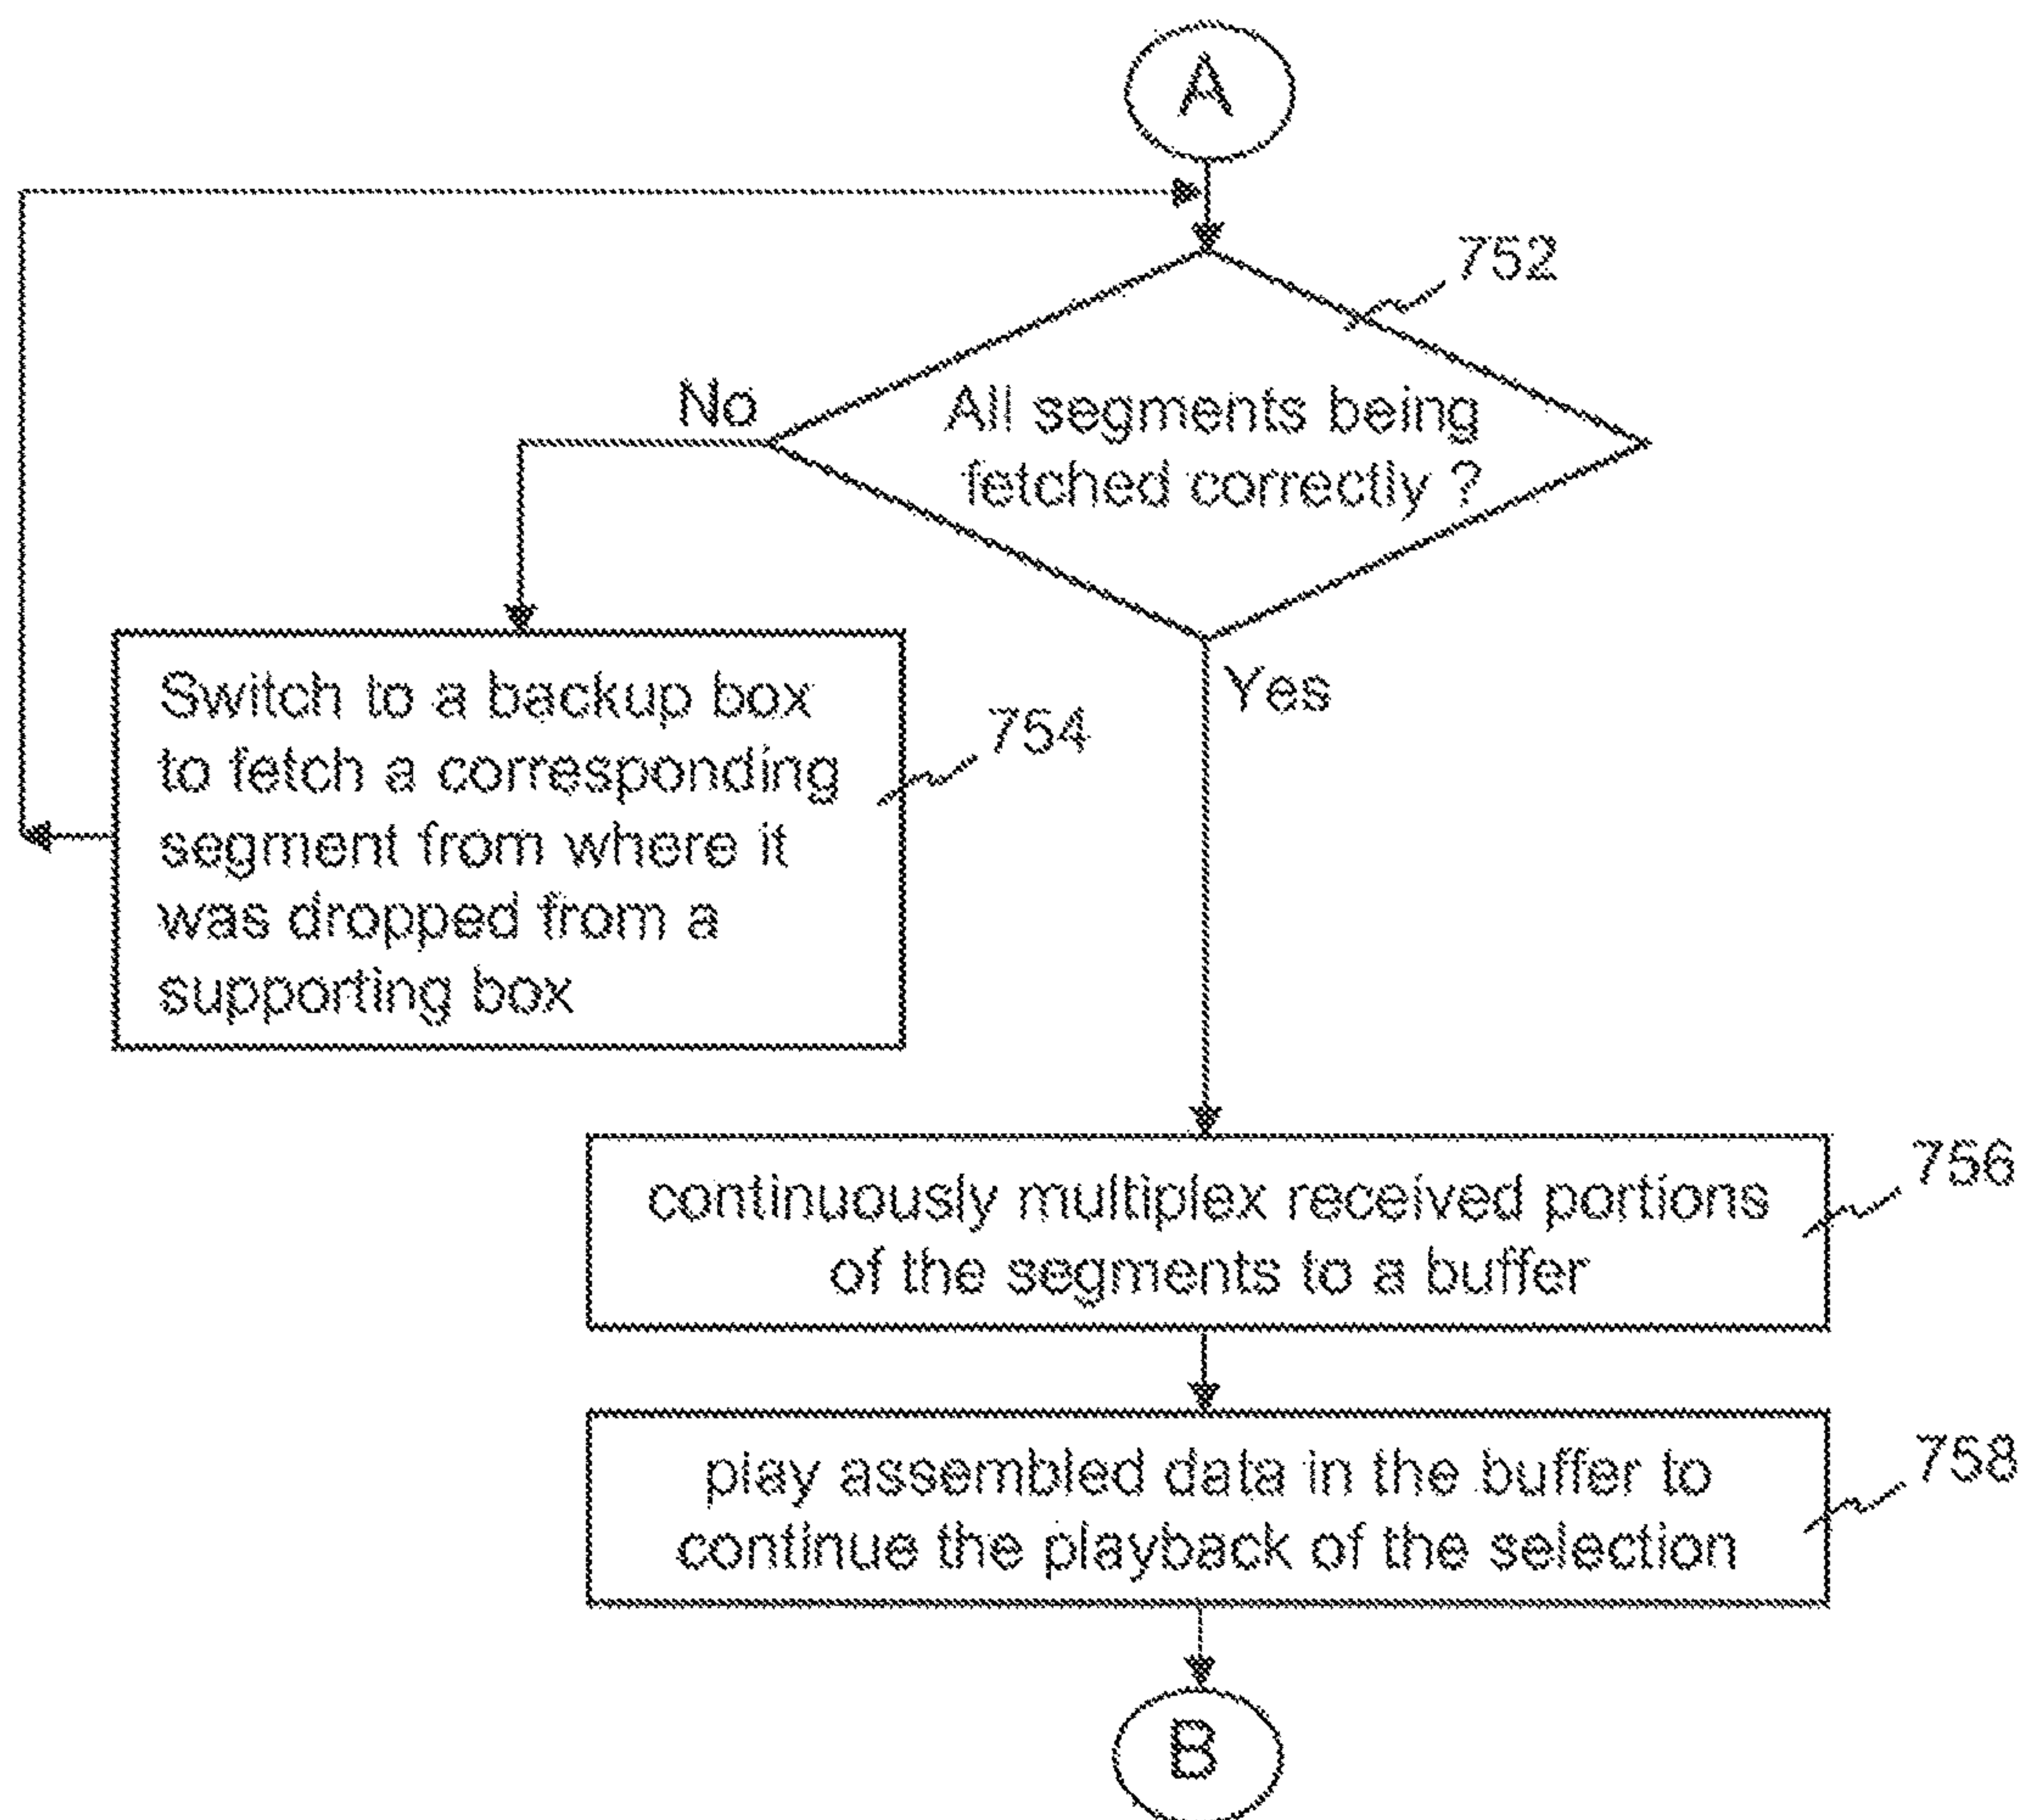 A
752
No
All segments being
fetched correctly ?
Yes
Switch to a backup box
to fetch a corresponding
segment from where it
was dropped from a
supporting box
754
continuously multiplex received portions
of the segments to a buffer
756
play assembled data in the buffer to
continue the playback of the selection
758
B